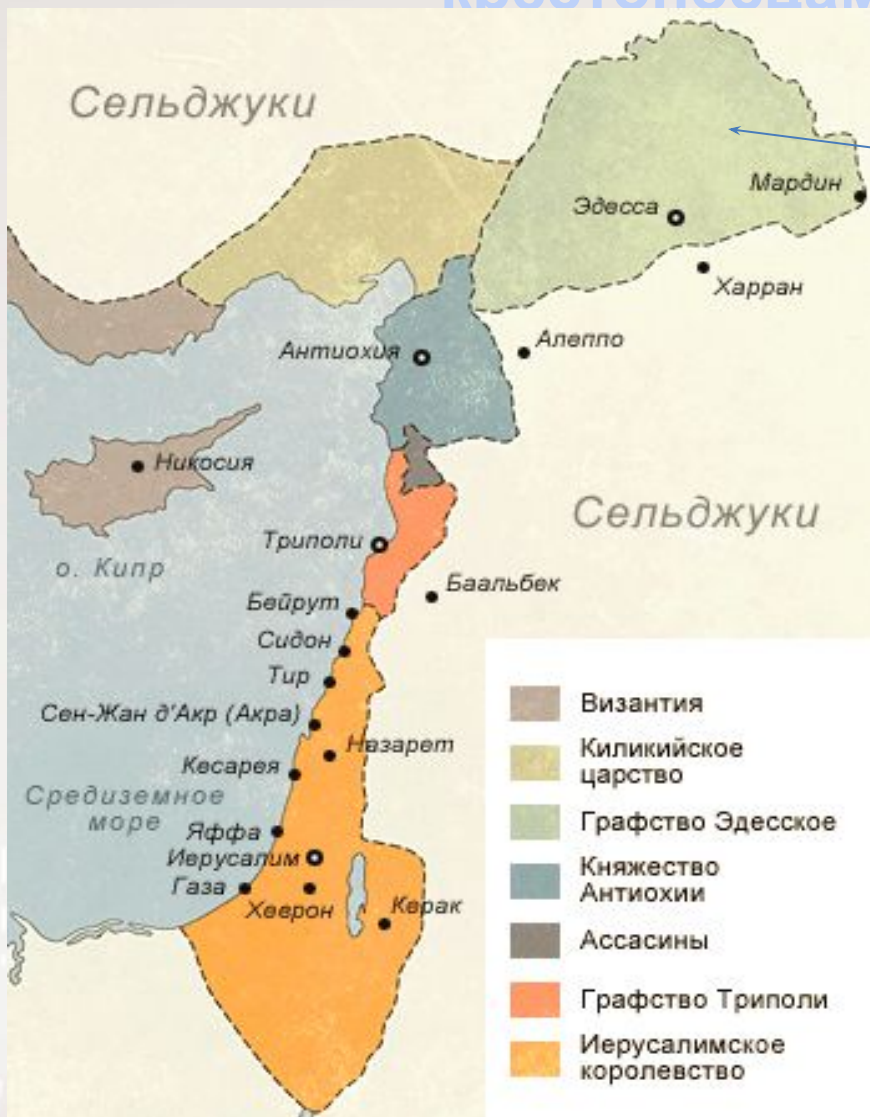 Сельджуки
Мардин
Эдесса
Харран
Антиохия
Алеппо
Никосия
Сельджуки
Триполи
о. Кипр
Баальбек
Бейрут
Сидон
Тир
Сен-Жан д'Акр (Акра)
Назарет
Кесарея
Средиземное
море
Яффа
Иерусалим
Газа
Хеврон
Керак
Византия
Киликийское
царство
Графство Эдесское
Княжество
Антиохии
Ассасины
Графство Триполи
Иерусалимское
королевство